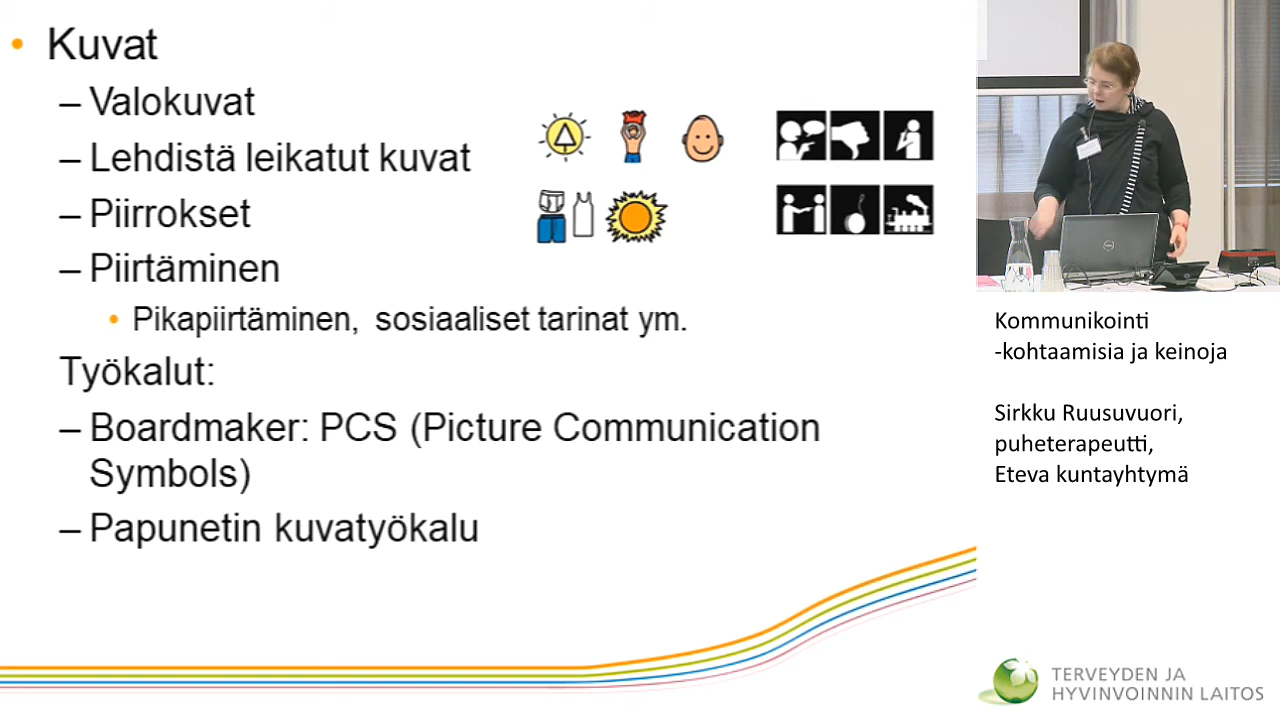 • Kuvat
– Valokuvat
– Lehdistä leikatut kuvat
– Piirrokset
– Piirtäminen
• Pikapiirtäminen, sosiaaliset tarinat ym.
Työkalut:
– Boardmaker: PCS (Picture Communication
Symbols)
– Papunetin kuvatyökalu
Kommunikointi
-kohtaamisia ja keinoja
Sirkku Ruusuvuori,
puheterapeutti,
Eteva kuntayhtymä
TERVEYDEN JA
HYVINVOINNIN LAITOS